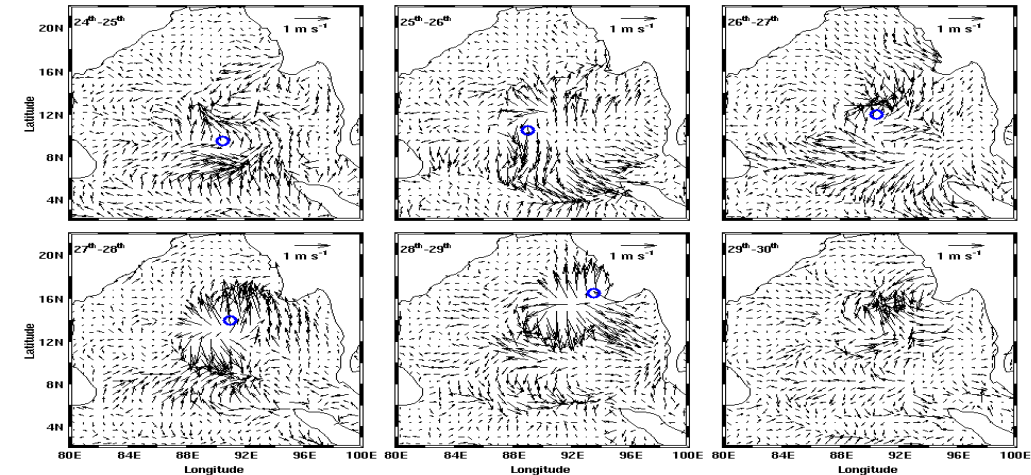 24th-25th
1 m s-1
25th-26th
1 m s-1
26th-27th
1 m s-1
20N
16N
12N
8N
4N
Latitude
27th-28th
1 m s-1
28th-29th
1 m s-1
29th-30th
1 m s-1
20N
16N
12N
8N
4N
Latitude
80E 84E 88E 92E 96E 100E
80E 84E 88E 92E 96E 100E
80E 84E 88E 92E 96E 100E
Longitude
Longitude
Longitude